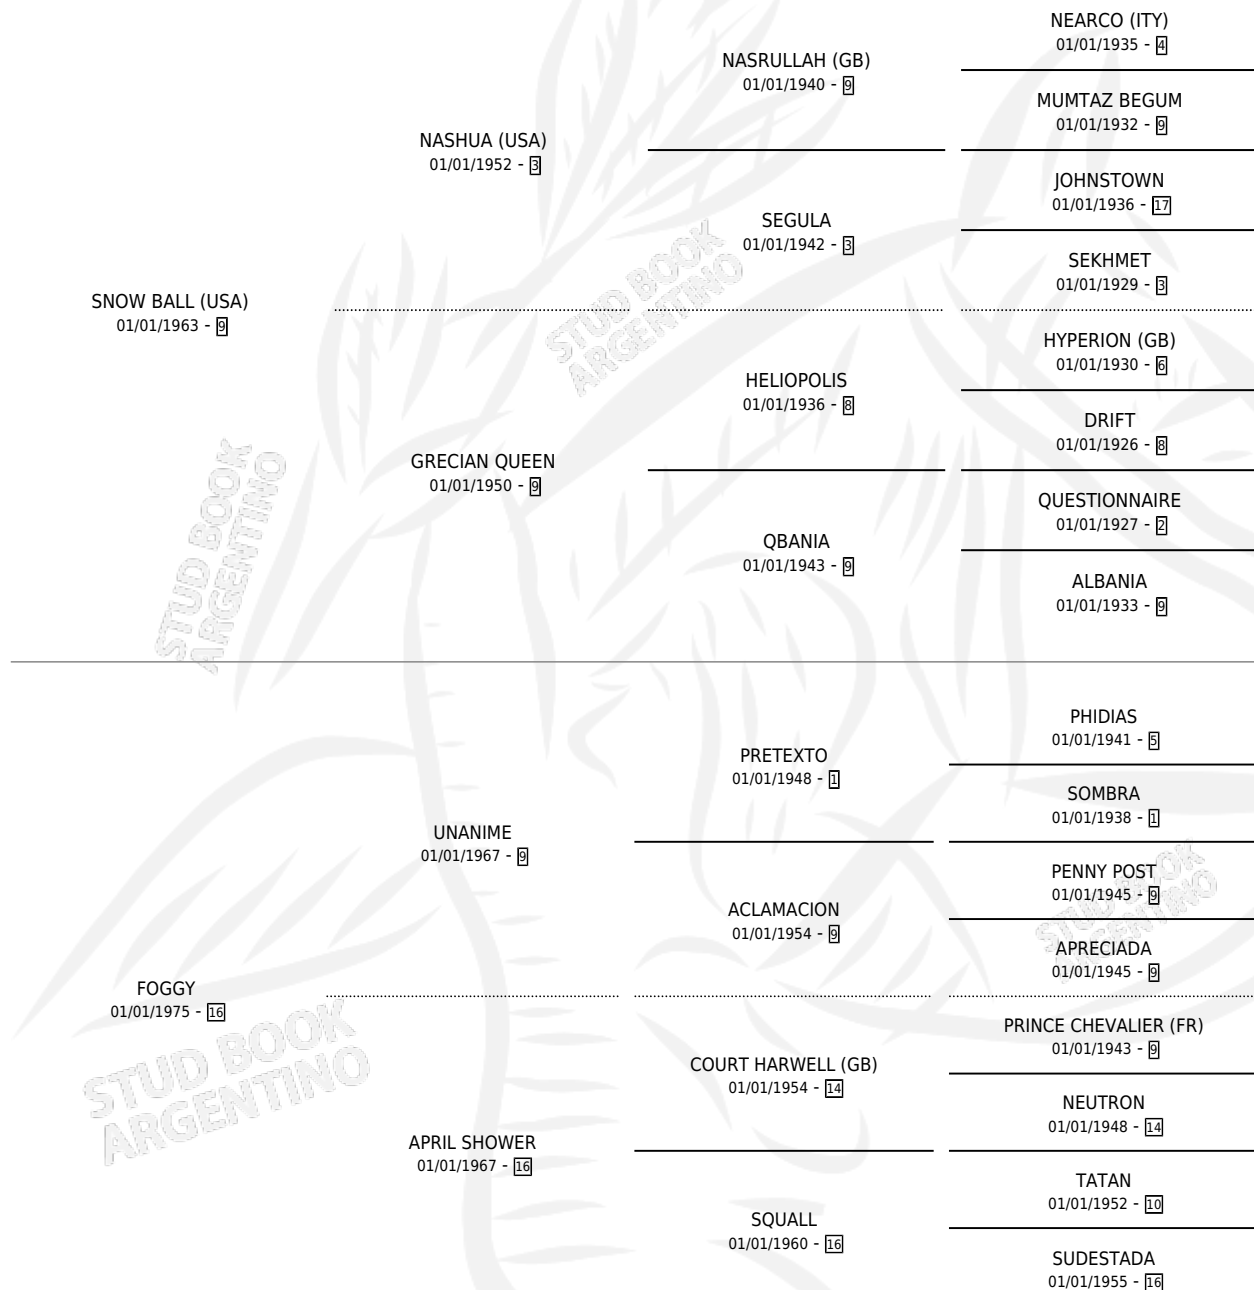 NEARCO (ITY)
01/01/1935 - 4
NASRULLAH (GB)
01/01/1940 - 9
MUMTAZ BEGUM
01/01/1932 - 9
NASHUA (USA)
01/01/1952 - 3
JOHNSTOWN
01/01/1936 - 17
SEGULA
01/01/1942 - 3
SEKHMET
01/01/1929 - 3
SNOW BALL (USA)
01/01/1963 - 9
HYPERION (GB)
01/01/1930 - 6
HELIOPOLIS
01/01/1936 - 8
DRIFT
01/01/1926 - 8
GRECIAN QUEEN
01/01/1950 - 9
QUESTIONNAIRE
01/01/1927 - 2
QBANIA
01/01/1943 - 9
ALBANIA
01/01/1933 - 9
PHIDIAS
01/01/1941 - 5
PRETEXTO
01/01/1948 - 1
SOMBRA
01/01/1938 - 1
UNANIME
01/01/1967 - 9
PENNY POST
01/01/1945 - 9
ACLAMACION
01/01/1954 - 9
APRECIADA
01/01/1945 - 9
FOGGY
01/01/1975 - 16
PRINCE CHEVALIER (FR)
01/01/1943 - 9
COURT HARWELL (GB)
01/01/1954 - 14
NEUTRON
01/01/1948 - 14
APRIL SHOWER
01/01/1967 - 16
TATAN
01/01/1952 - 10
SQUALL
01/01/1960 - 16
SUDESTADA
01/01/1955 - 16
STUD BOOK
ARGENTINO
STUD BOOK
ARGENTINO
STUD BOOK
ARGENTINO
STUD BOOK
ARGENTINO